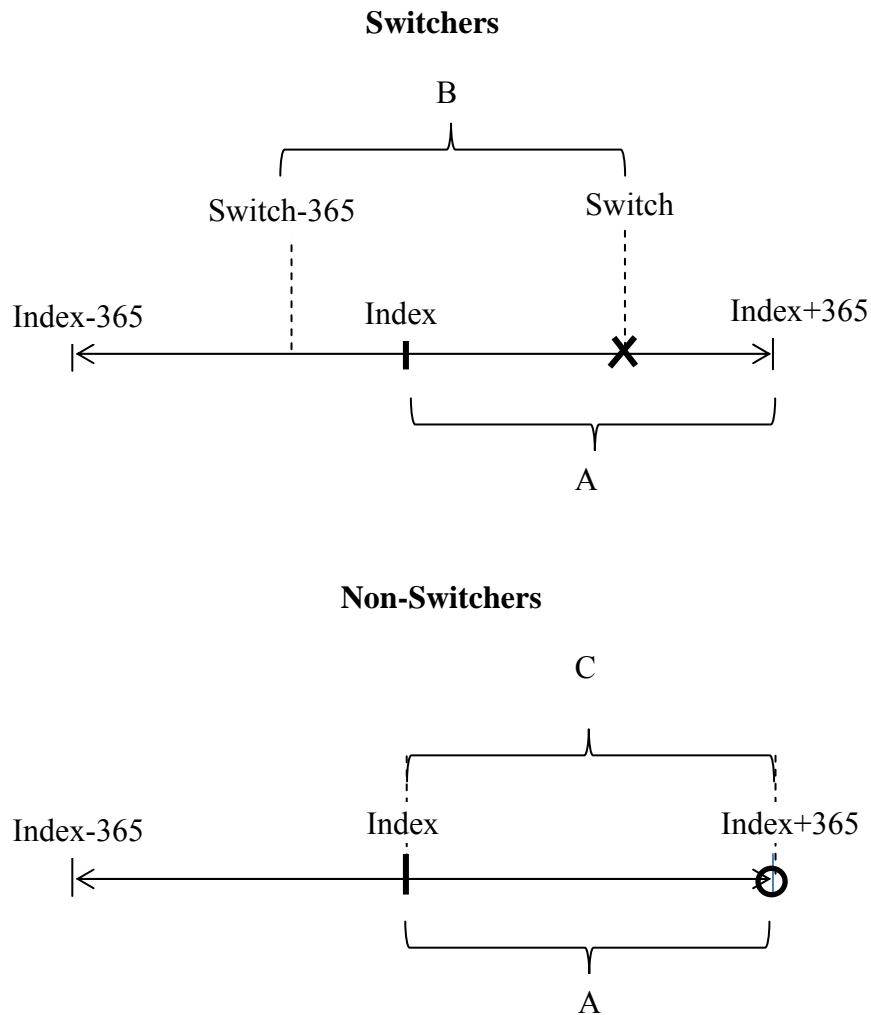 Switchers
B
Switch-365
Switch
Index-365
Index
Index+365
A
Non-Switchers
C
Index-365
Index
Index+365
A